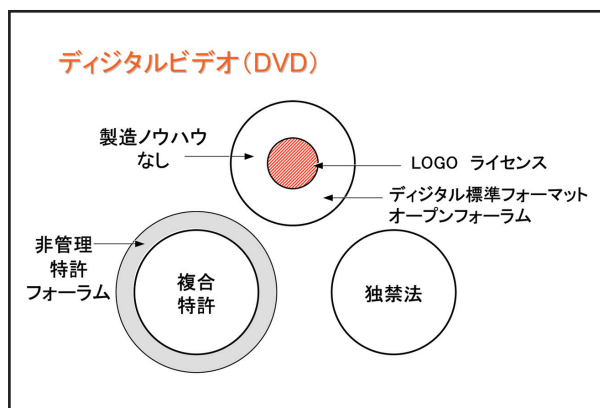 ディジタルビデオ(DVD)
製造ノウハウ
なし
LOGO ライセンス
ディジタル標準フォーマット
オープンフォーラム
非管理
特許
フォーラム
複合
特許
独禁法